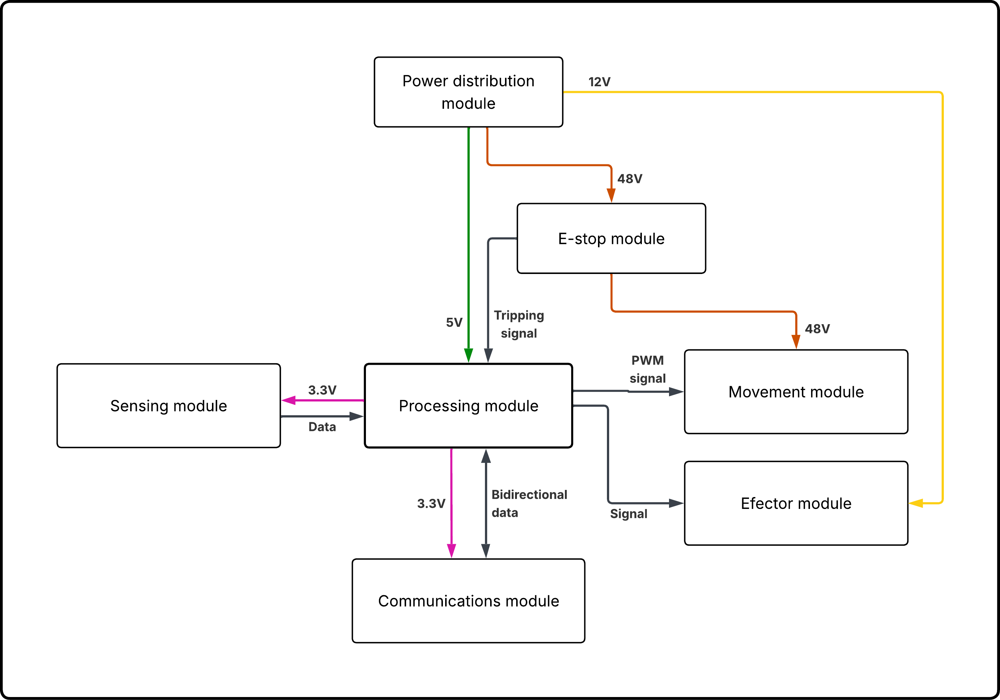 Power distribution
module
12V
48V
E-stop module
5V
Tripping
signal
48V
PWM
signal
3.3V
Sensing module
Data
Processing module
Movement module
3.3V
Bidirectional
data
Signal
Efector module
Communications module